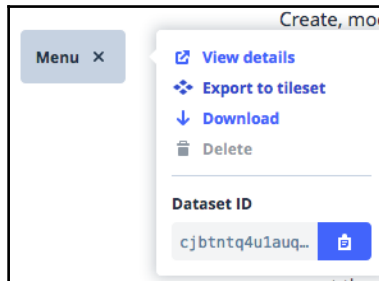 Create, mo
Menu ×
View details
Export to tileset
Download
Delete
Dataset ID
cjbtntq4u1auq…